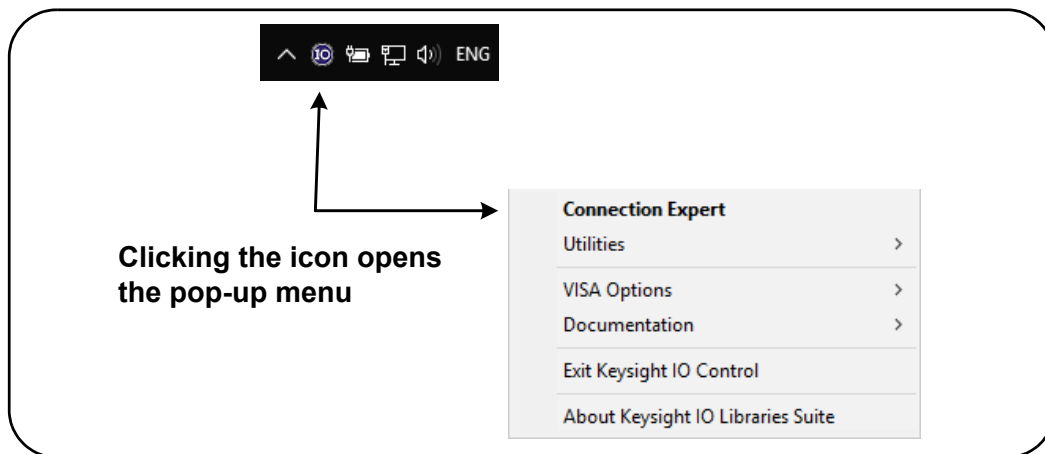 IO ENG
Connection Expert
Utilities
Clicking the icon opens
the pop-up menu
VISA Options
Documentation
Exit Keysight IO Control
About Keysight IO Libraries Suite